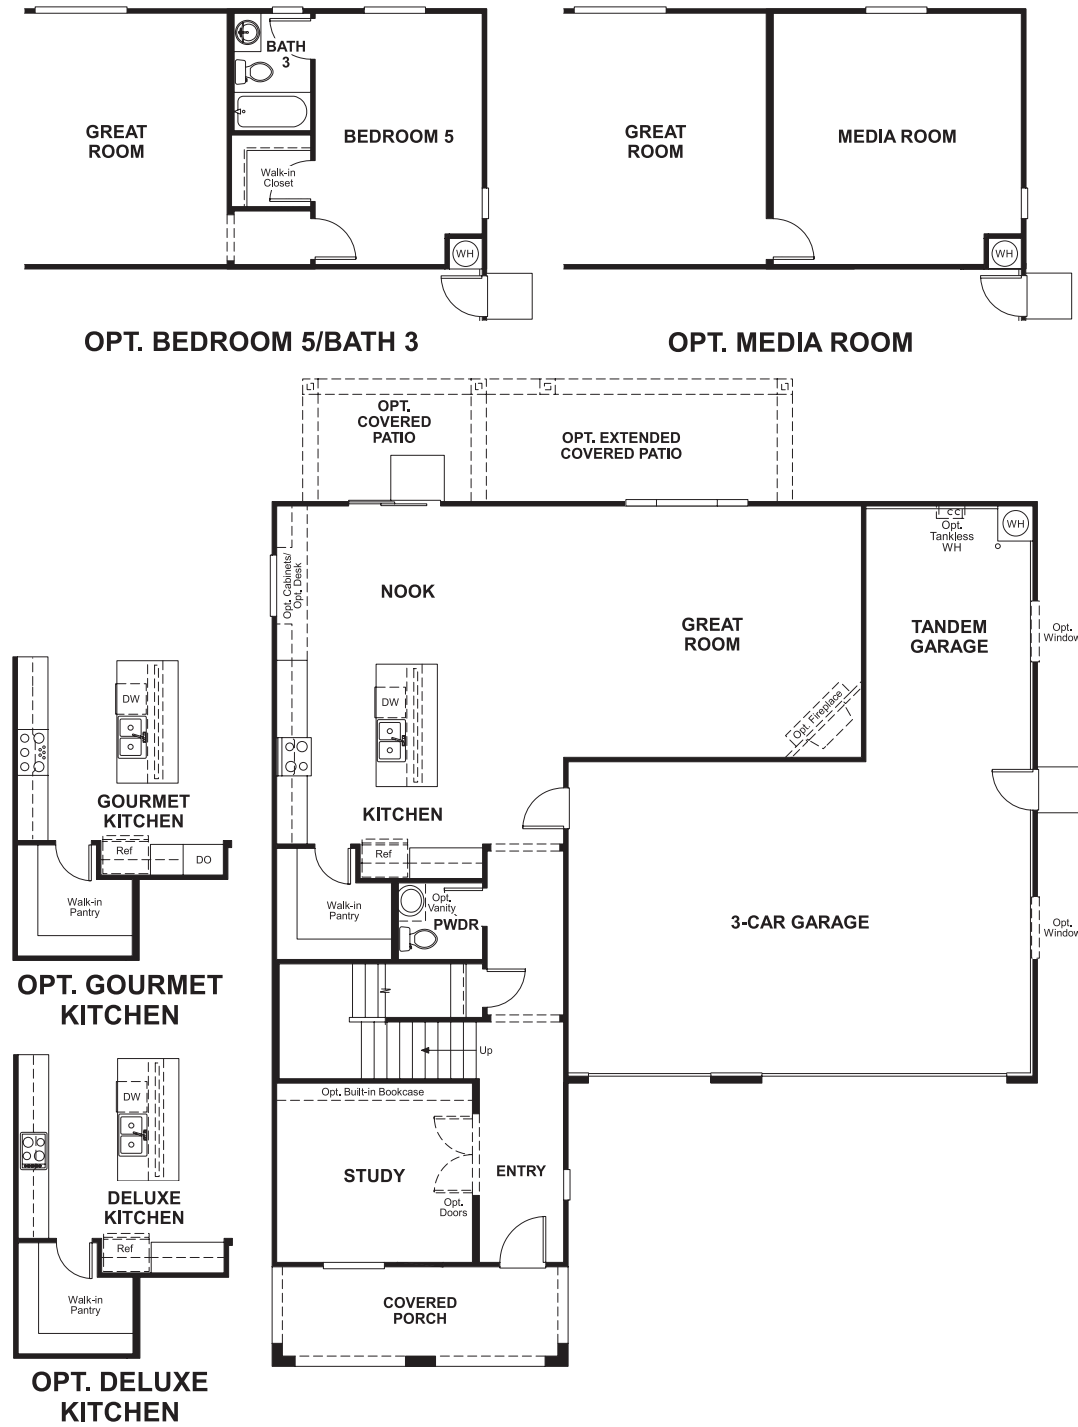 BATH
3
GREAT
ROOM
BEDROOM 5
Walk-in
Closet
WH
OPT. BEDROOM 5/BATH 3
GREAT
ROOM
MEDIA ROOM
WH
OPT. MEDIA ROOM
OPT.
COVERED
PATIO
OPT. EXTENDED
COVERED PATIO
Opt. Cabinets/
Opt. Desk
NOOK
GREAT
ROOM
Opt. Fireplace
CC
Opt.
Tankless
WH
WH
TANDEM
GARAGE
Opt.
Window
DW
KITCHEN
Ref
Walk-in
Pantry
Opt.
Vanity
PWDR
3-CAR GARAGE
Opt.
Window
Up
Opt. Built-in Bookcase
STUDY
Opt.
Doors
ENTRY
COVERED
PORCH
DW
GOURMET
KITCHEN
Ref
DO
Walk-in
Pantry
OPT. GOURMET
KITCHEN
DW
DELUXE
KITCHEN
Ref
Walk-in
Pantry
OPT. DELUXE
KITCHEN